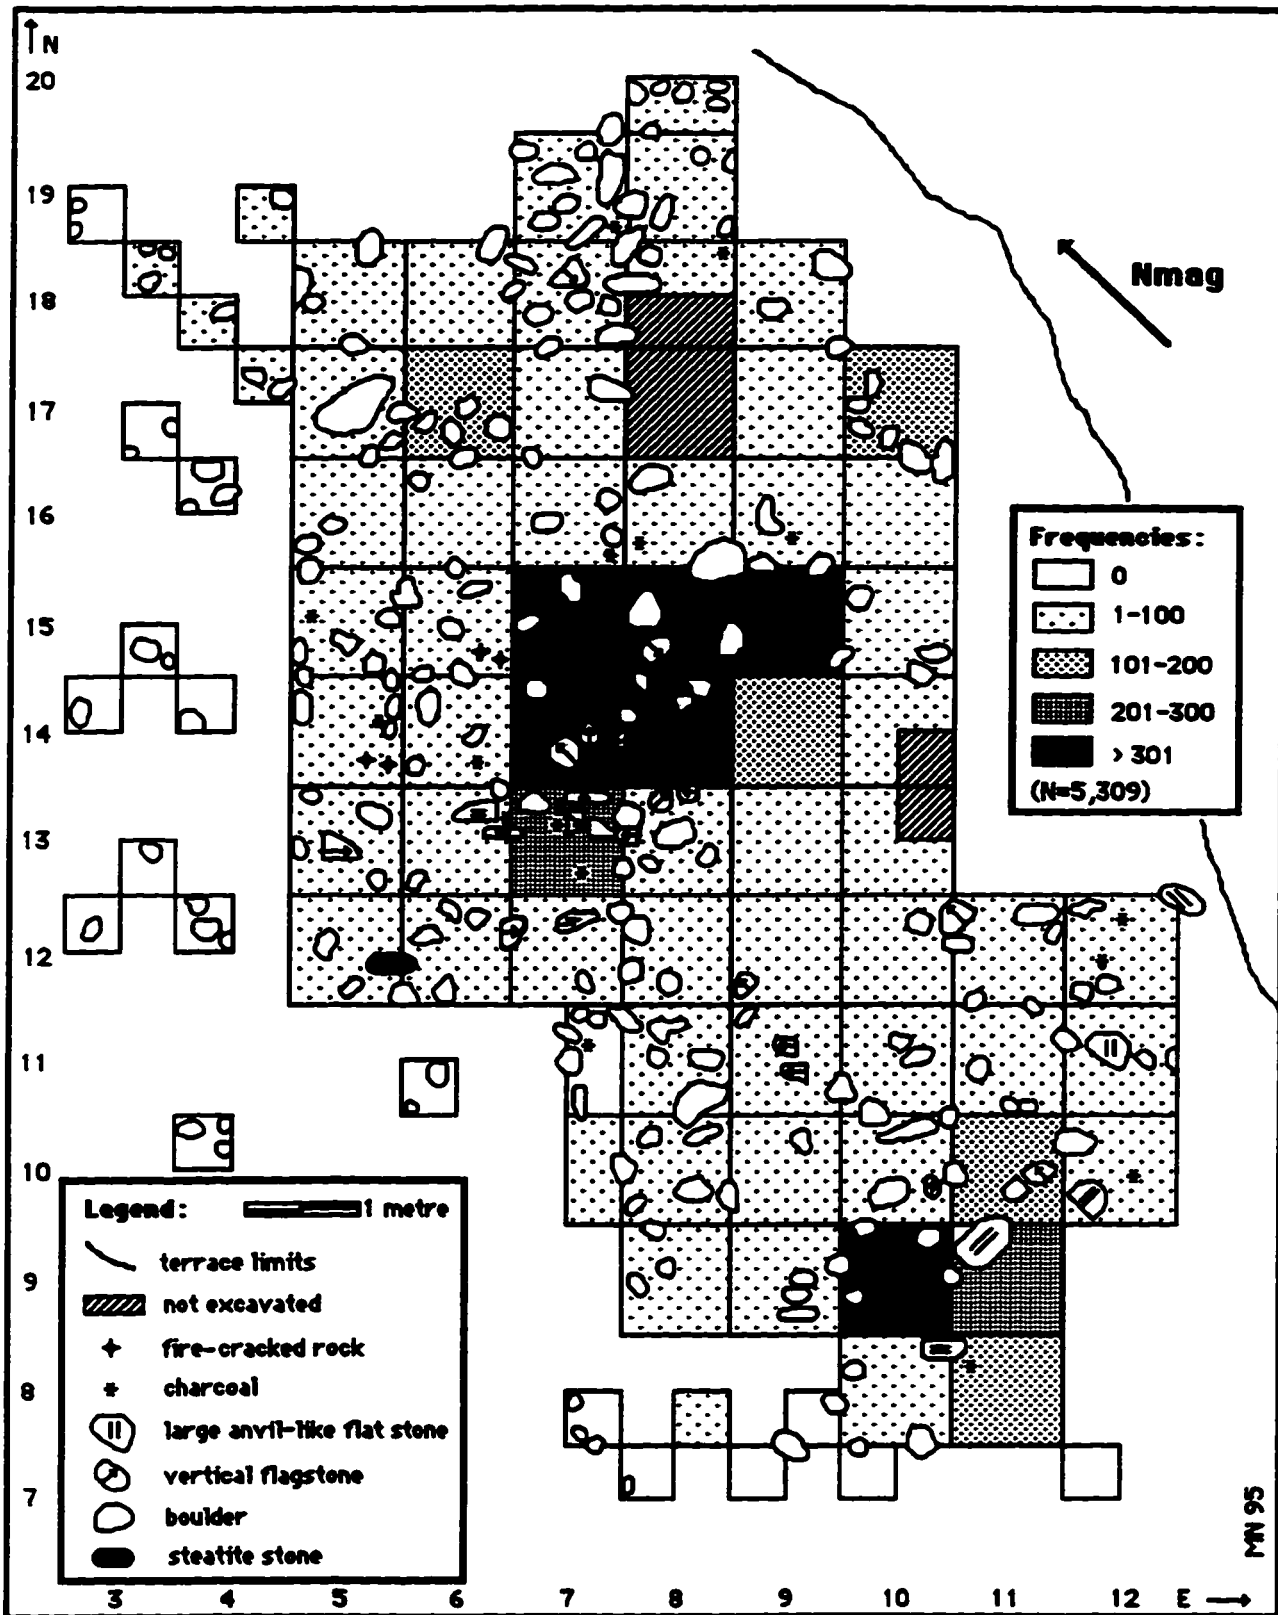 N
20
19
18
17
16
15
14
13
12
11
10
9
8
7
Nmag
Frequencies:
0
1-100
101-200
201-300
> 301
(N=5,309)
Legend: 1 metre
terrace limits
not excavated
fire-cracked rock
charcoal
large anvil-like flat stone
vertical flagstone
boulder
steatite stone
MN 95
3 4 5 6 7 8 9 10 11 12 E